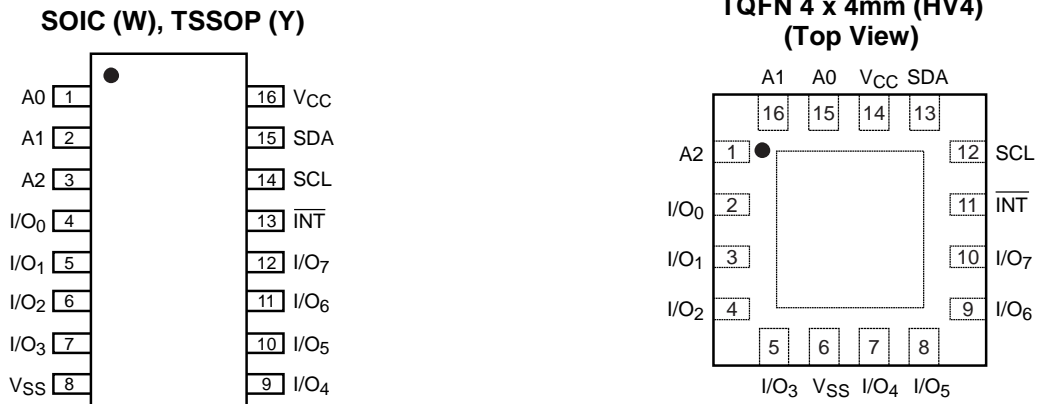 SOIC (W), TSSOP (Y)
A0 1
A1 2
A2 3
I/O0 4
I/O1 5
I/O2 6
I/O3 7
VSS 8
16 VCC
15 SDA
14 SCL
13 INT
12 I/O7
11 I/O6
10 I/O5
9 I/O4
TQFN 4 x 4mm (HV4)
(Top View)
A1 A0 VCC SDA
16 15 14 13
A2 1
I/O0 2
I/O1 3
I/O2 4
12 SCL
11 INT
10 I/O7
9 I/O6
5 6 7 8
I/O3 VSS I/O4 I/O5